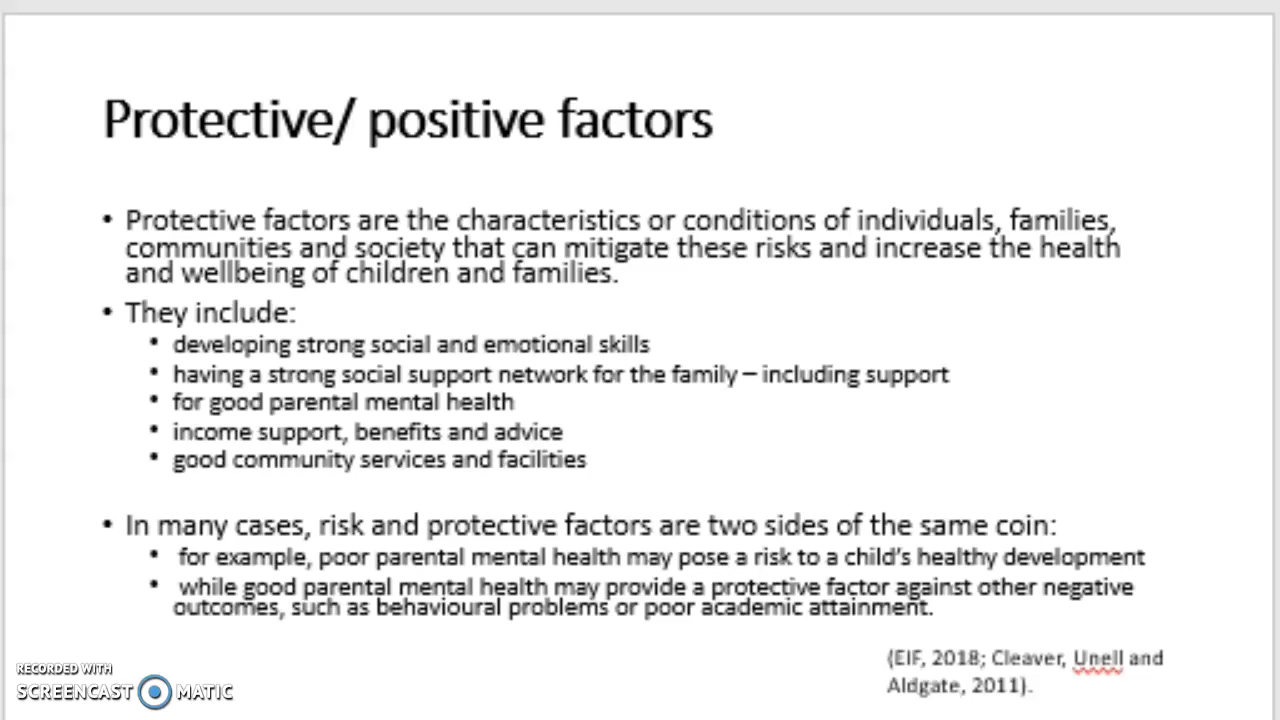 Protective/ positive factors
• Protective factors are the characteristics or conditions of individuals, families,
communities and society that can mitigate these risks and increase the health
and wellbeing of children and families.
• They include:
• developing strong social and emotional skills
• having a strong social support network for the family – including support
• for good parental mental health
• income support, benefits and advice
• good community services and facilities
• In many cases, risk and protective factors are two sides of the same coin:
• for example, poor parental mental health may pose a risk to a child's healthy development
• while good parental mental health may provide a protective factor against other negative
outcomes, such as behavioural problems or poor academic attainment.
(EIF, 2018; Cleaver, Unell and
Aldgate, 2011).
RECORDED WITH
SCREENCAST MATIC